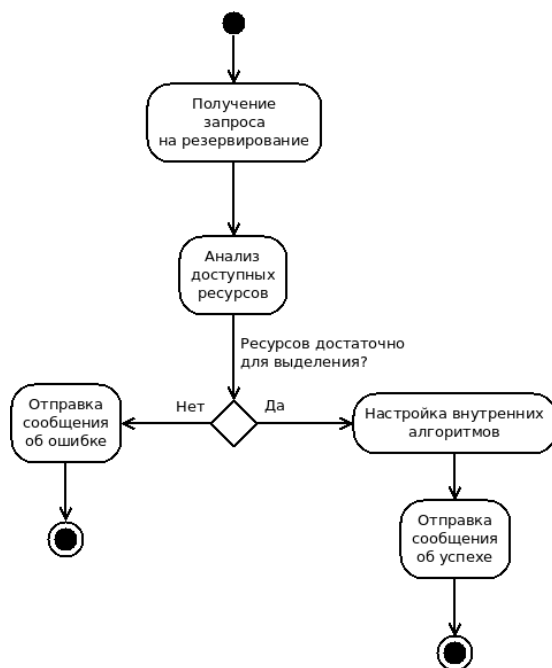 Получение
запроса
на резервирование
Анализ
доступных
ресурсов
Ресурсов достаточно
для выделения?
Нет
Да
Отправка
сообщения
об ошибке
Настройка внутренних
алгоритмов
Отправка
сообщения
об успехе